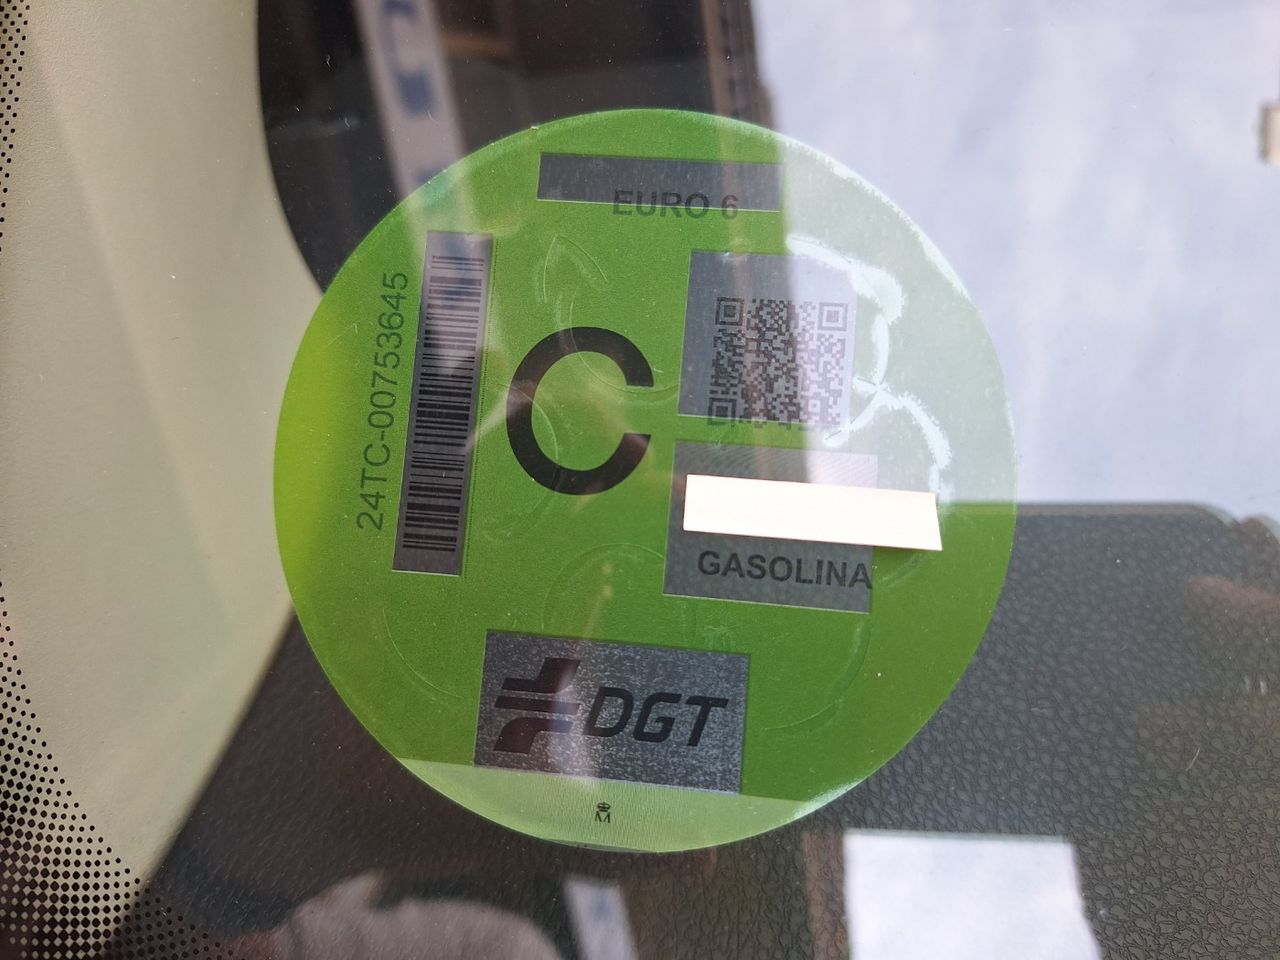 EURO 6
24TC-00753645
C
GASOLINA
DGT
M